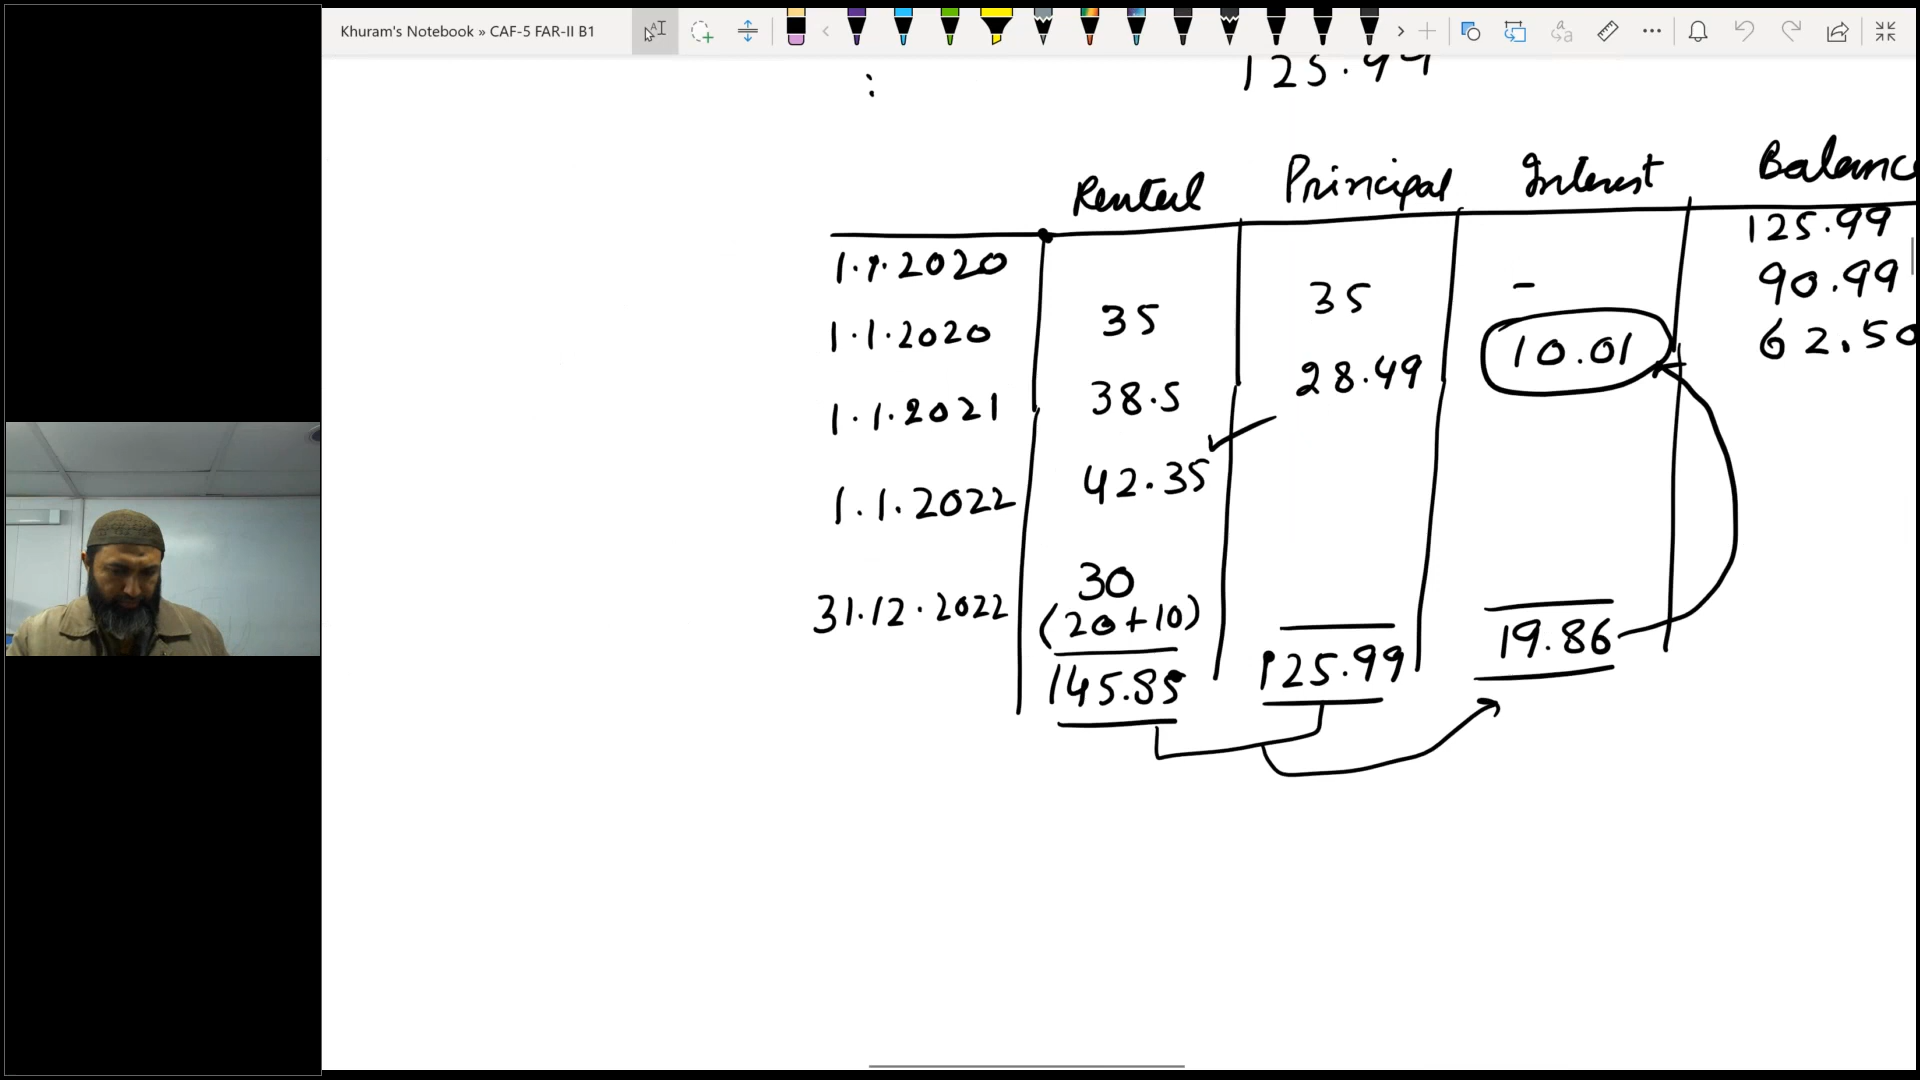 Khuram's Notebook » CAF-5 FAR-II B1
: 125.99
Rental Principal Interest Balanc
1.1.2020 125.99
1.1.2020 35 35 - 90.99
1.1.2021 38.5 28.49 10.01 62.50
1.1.2022 42.35
31.12.2022 30
(20+10)
145.85 125.99 19.86